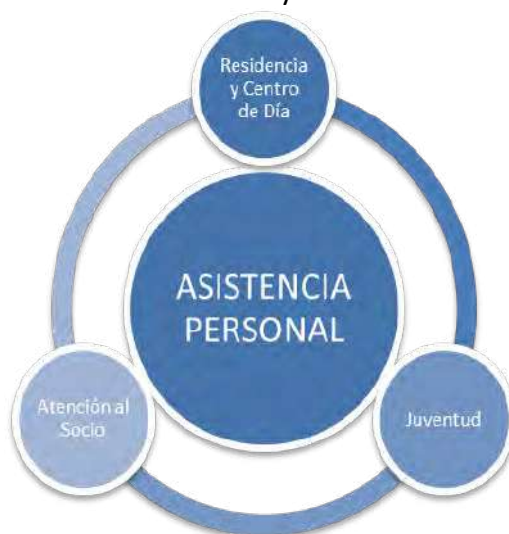 Residencia
y Centro
de Día
ASISTENCIA
PERSONAL
Atención al
Socio
Juventud